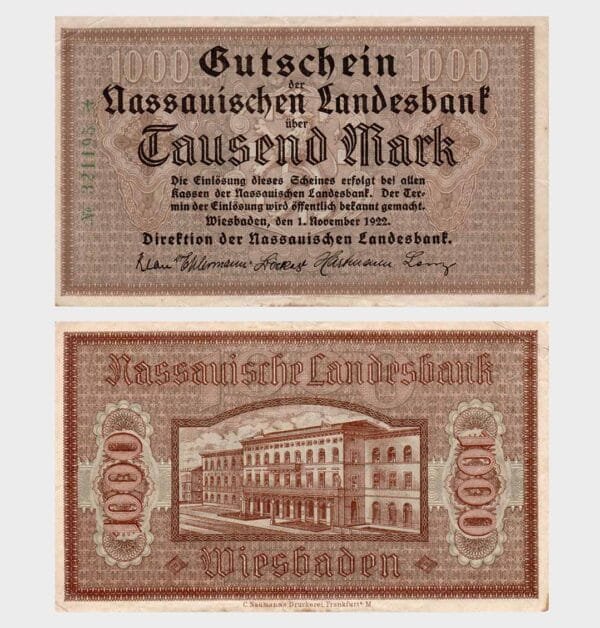 1000 Gutschein 1000
der
Nassauischen Landesbank
über
Tausend Mark
Die Einlösung dieses Scheines erfolgt bei allen
Kassen der Nassauischen Landesbank. Der Ter-
min der Einlösung wird öffentlich bekannt gemacht.
Wiesbaden, den 1. November 1922.
Direktion der Nassauischen Landesbank.
№ 321195 *
Nassauische Landesbank
1000
1000
1000
Wiesbaden
C. Naumann's Druckerei, Frankfurt a M